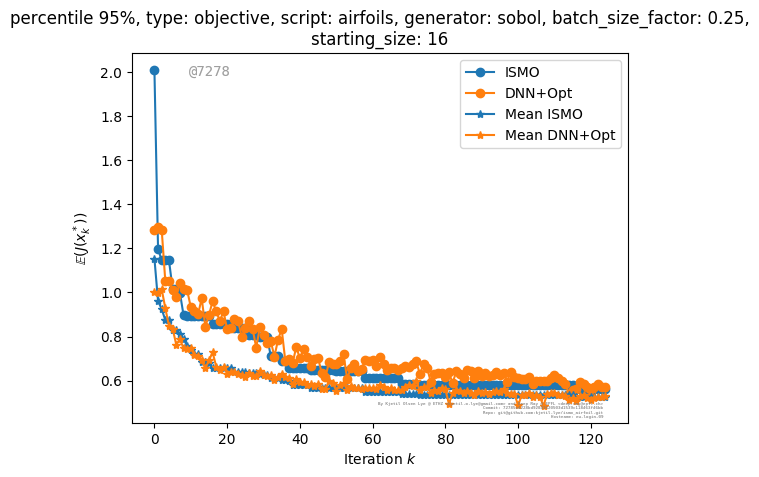 percentile 95%, type: objective, script: airfoils, generator: sobol, batch_size_factor: 0.25,
starting_size: 16
@7278
ISMO
DNN+Opt
Mean ISMO
Mean DNN+Opt
2.0
1.8
1.6
1.4
1.2
1.0
0.8
0.6
𝔼(J(x_k^*))
0
20
40
60
80
100
120
Iteration k